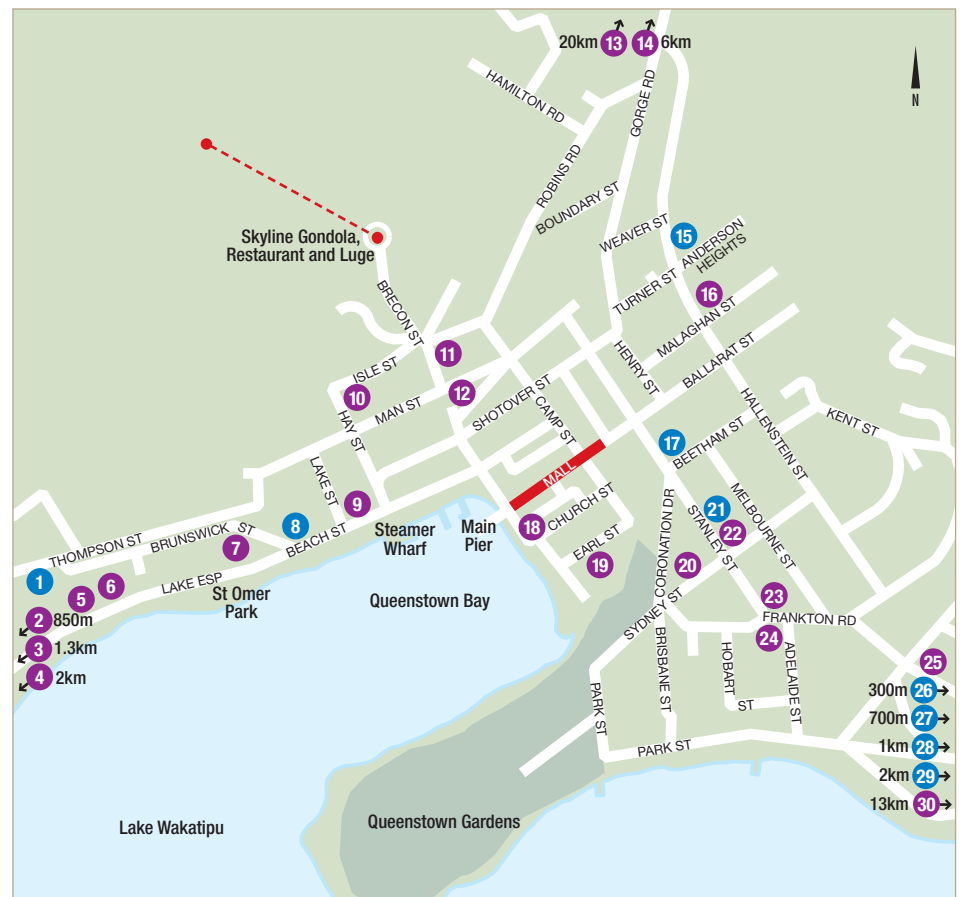 20km 13 14 6km
N
HAMILTON RD
GORGE RD
ROBINS RD
BOUNDARY ST
WEAVER ST
15
ANDERSON
HEIGHTS
Skyline Gondola,
Restaurant and Luge
TURNER ST
16
BRECON ST
MALAGHAN ST
11
ISLE ST
HENRY ST
BALLARAT ST
10
12
MAN ST
SHOTOVER ST
CAMP ST
HAY ST
HALLENSTEIN ST
KENT ST
17
BEETHAM ST
MALL
LAKE ST
9
CHURCH ST
CORONATION DR
MELBOURNE ST
21
STANLEY ST
8
BEACH ST
Steamer
Wharf
Main
Pier
18
22
THOMPSON ST
BRUNSWICK ST
7
EARL ST
19
20
1
5
6
LAKE ESP
St Omer
Park
Queenstown Bay
SYDNEY ST
23
FRANKTON RD
24
2 850m
3 1.3km
4 2km
BRISBANE ST
HOBART
ST
ADELAIDE ST
25
300m 26
700m 27
1km 28
2km 29
13km 30
PARK ST
PARK ST
Lake Wakatipu
Queenstown Gardens